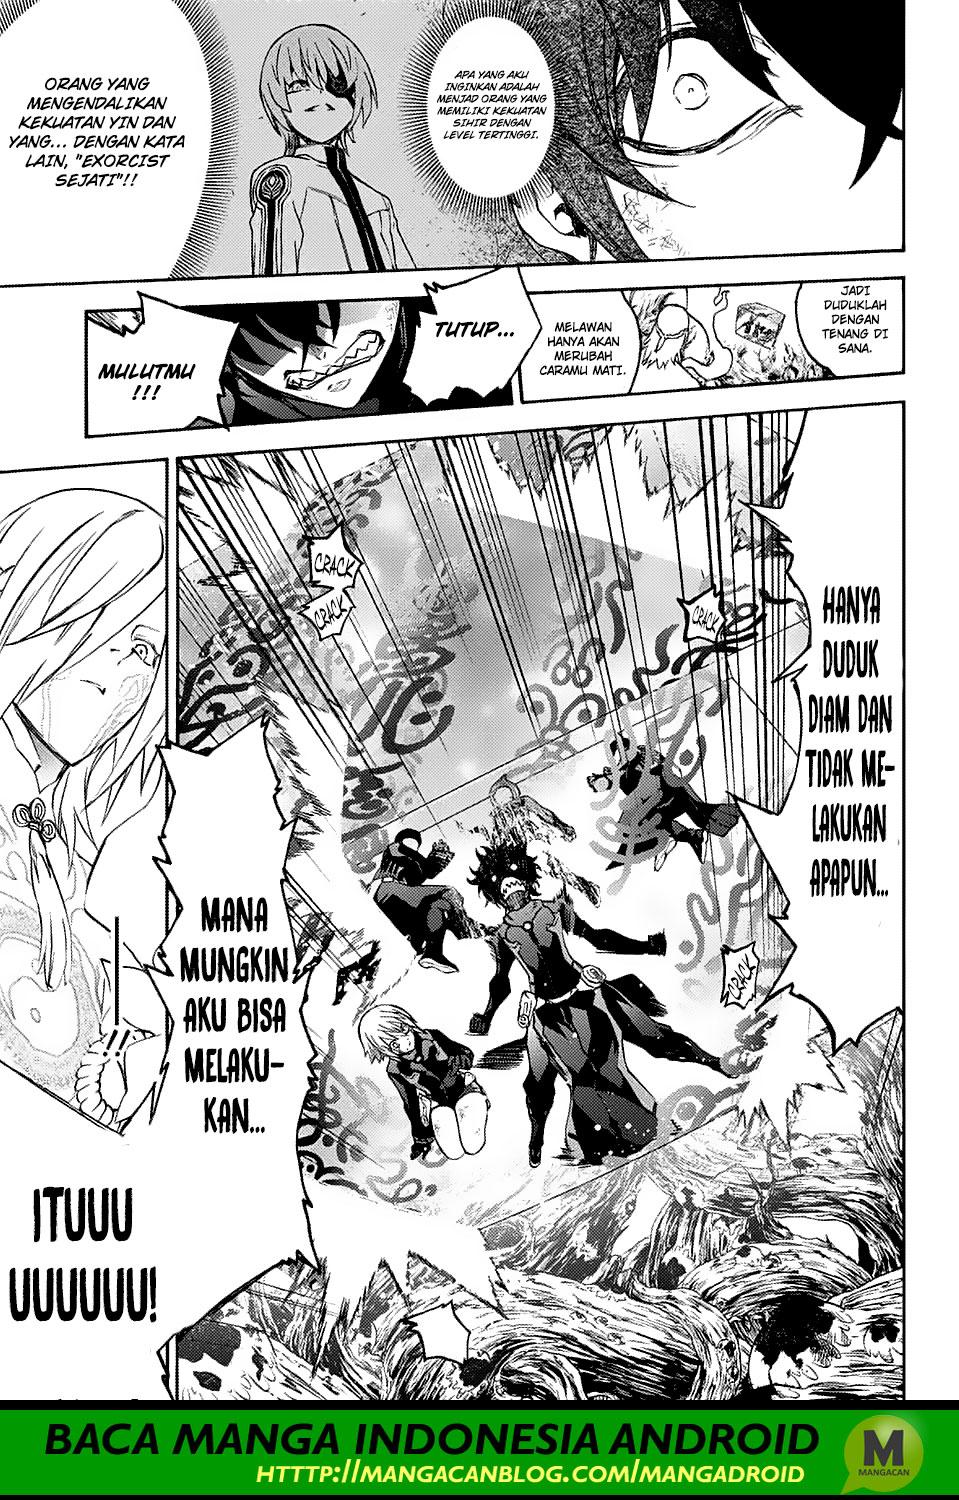 APA YANG AKU
INGINKAN ADALAH
MENJAD ORANG YANG
MEMILIKI KEKUATAN
SIHIR DENGAN
LEVEL TERTINGGI.
ORANG YANG
MENGENDALIKAN
KEKUATAN YIN DAN
YANG... DENGAN KATA
LAIN, "EXORCIST
SEJATI"!!
JADI
DUDUKLAH
DENGAN
TENANG DI
SANA.
MELAWAN
HANYA AKAN
MERUBAH
CARAMU MATI.
TUTUP...
MULUTMU
!!!
HANYA
DUDUK
DIAM DAN
TIDAK ME-
LAKUKAN
APAPUN...
CRACK
CRACK
CRACK
CRACK
MANA
MUNGKIN
AKU BISA
MELAKU-
KAN...
!!
ITUUU
UUUUUU!
BACA MANGA INDONESIA ANDROID
HTTTP://MANGACANBLOG.COM/MANGADROID
M
MANGACAN